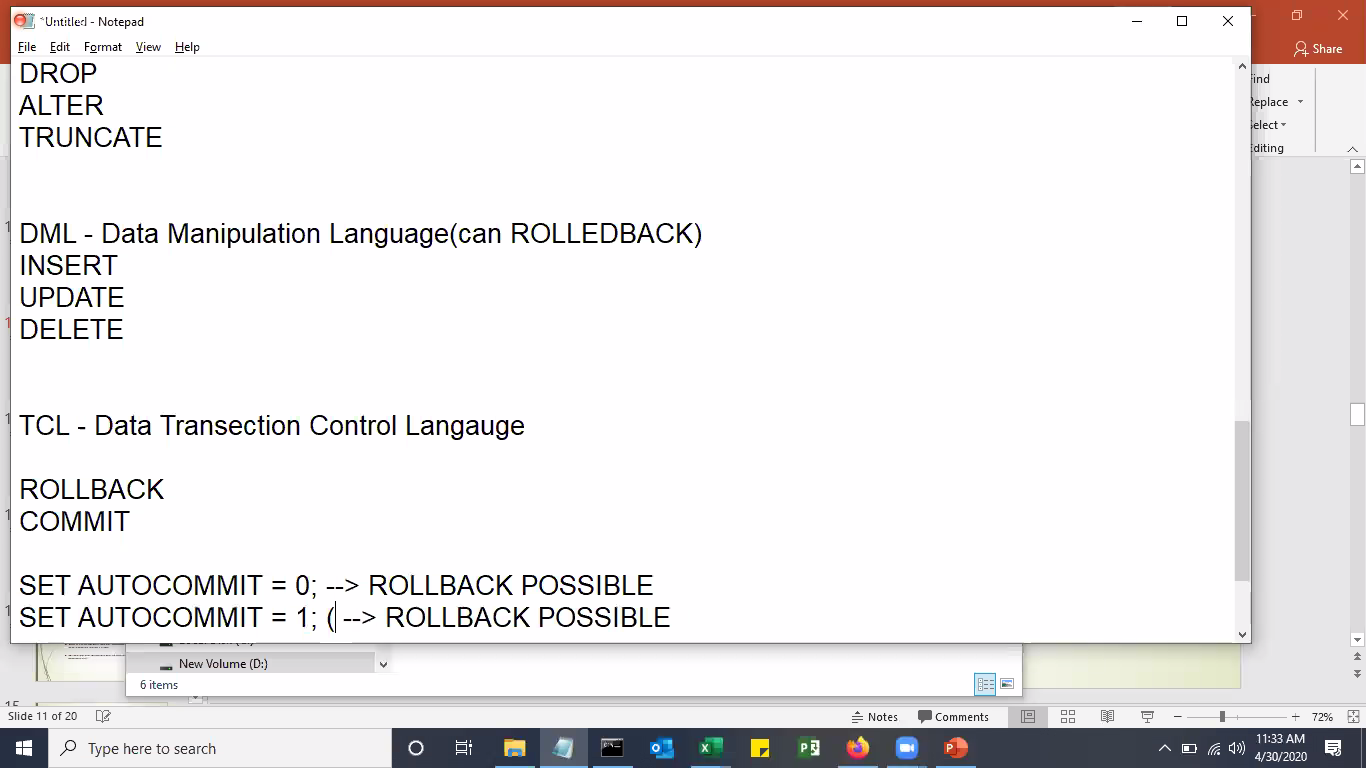 *Untitled - Notepad
File Edit Format View Help
Share
DROP
ALTER
TRUNCATE
DML - Data Manipulation Language(can ROLLEDBACK)
INSERT
UPDATE
DELETE
TCL - Data Transection Control Langauge
ROLLBACK
COMMIT
SET AUTOCOMMIT = 0; --> ROLLBACK POSSIBLE
SET AUTOCOMMIT = 1; ( --> ROLLBACK POSSIBLE
Select
New Volume (D:)
6 items
Slide 11 of 20 Notes Comments 72%
Type here to search
11:33 AM
4/30/2020